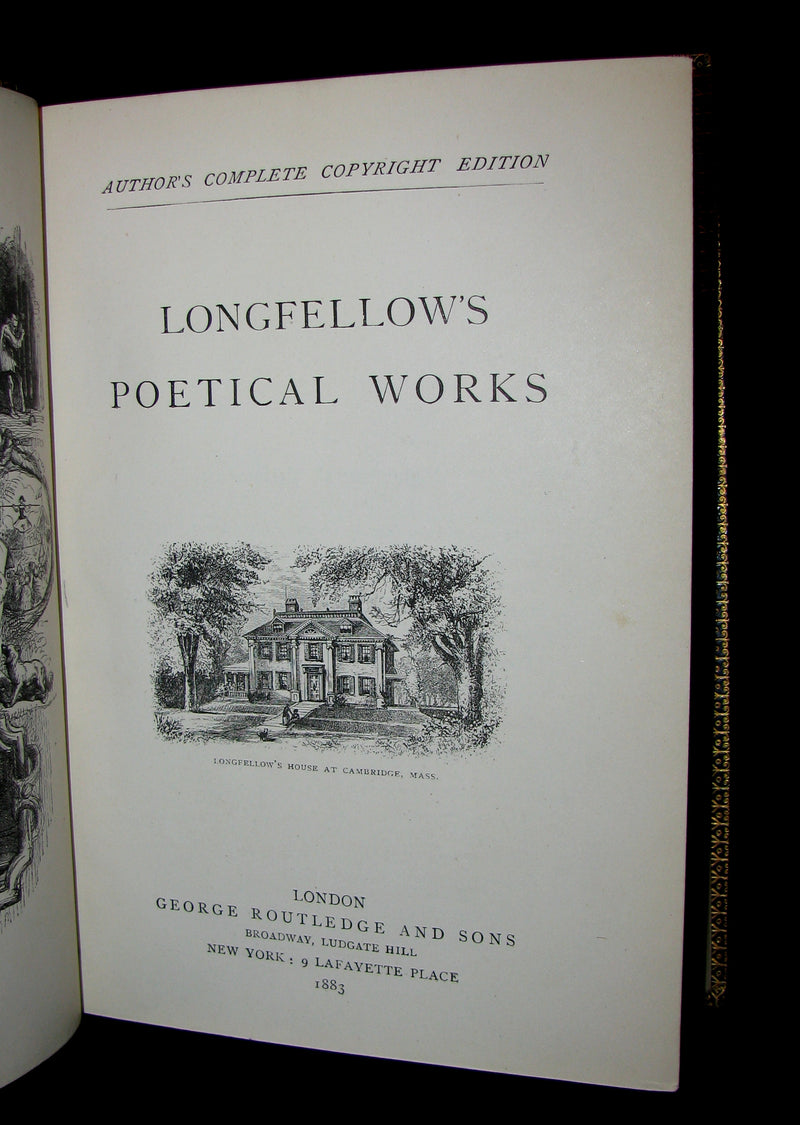 AUTHOR'S COMPLETE COPYRIGHT EDITION
LONGFELLOW'S
POETICAL WORKS
LONGFELLOW'S HOUSE AT CAMBRIDGE, MASS.
LONDON
GEORGE ROUTLEDGE AND SONS
BROADWAY, LUDGATE HILL
NEW YORK: 9 LAFAYETTE PLACE
1883